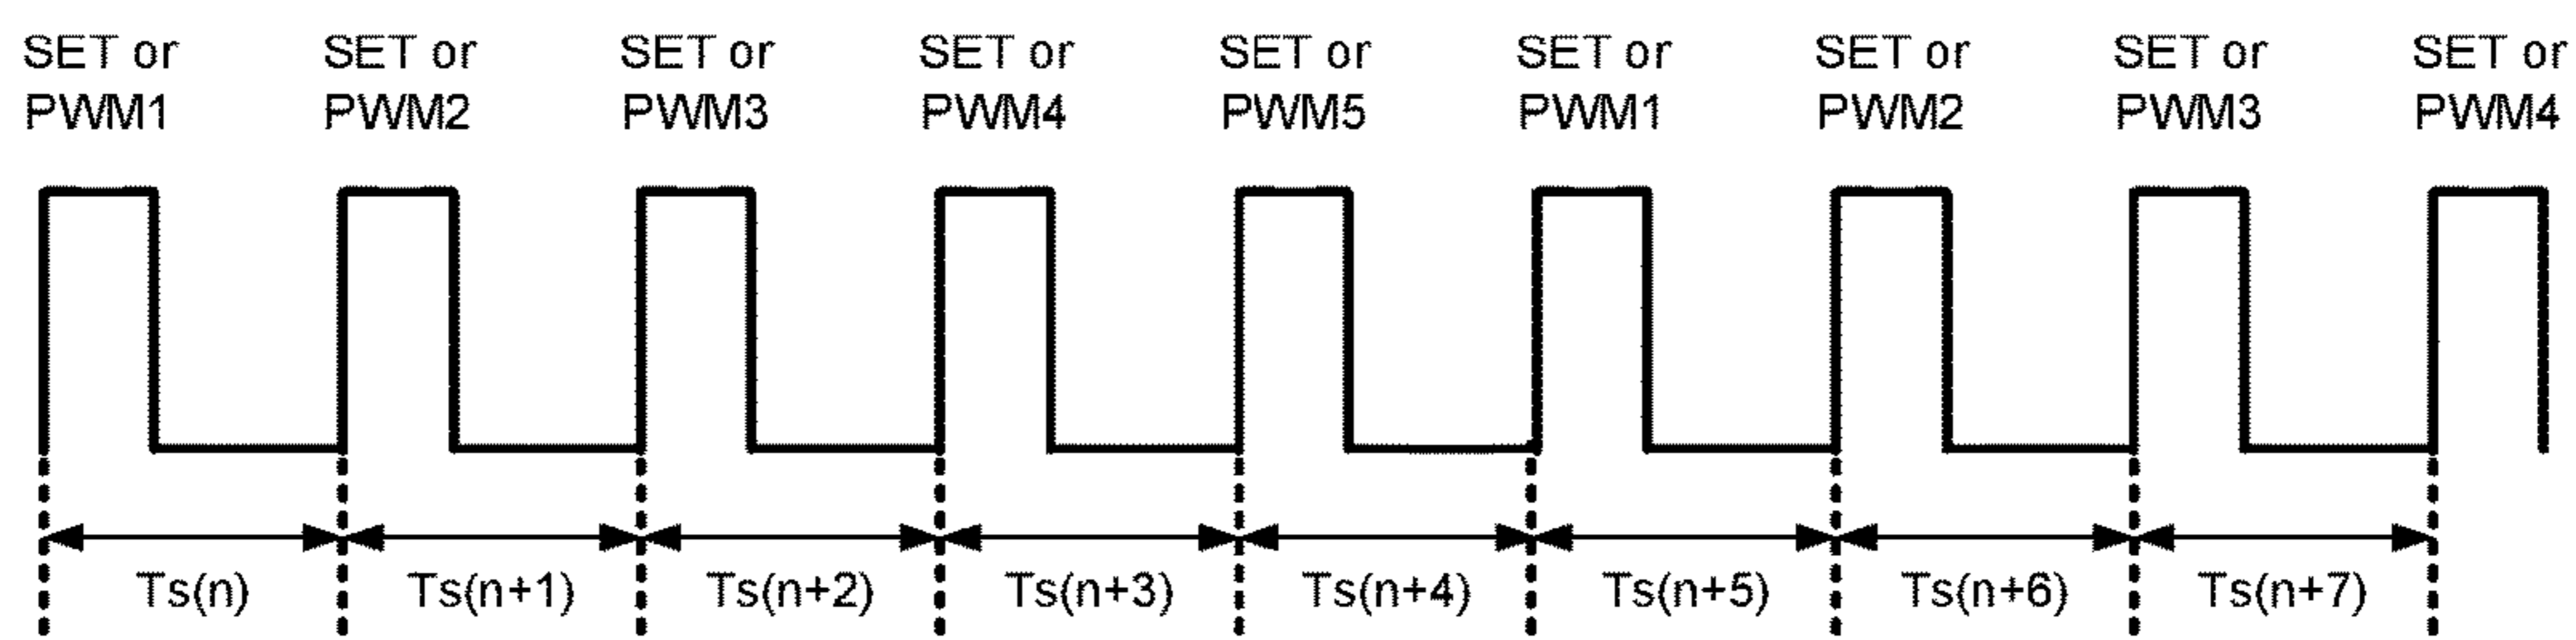 SET or SET or SET or SET or SET or SET or SET or SET or SET or
PWM1 PWM2 PWM3 PWM4 PWM5 PWM1 PWM2 PWM3 PWM4
Ts(n) Ts(n+1) Ts(n+2) Ts(n+3) Ts(n+4) Ts(n+5) Ts(n+6) Ts(n+7)